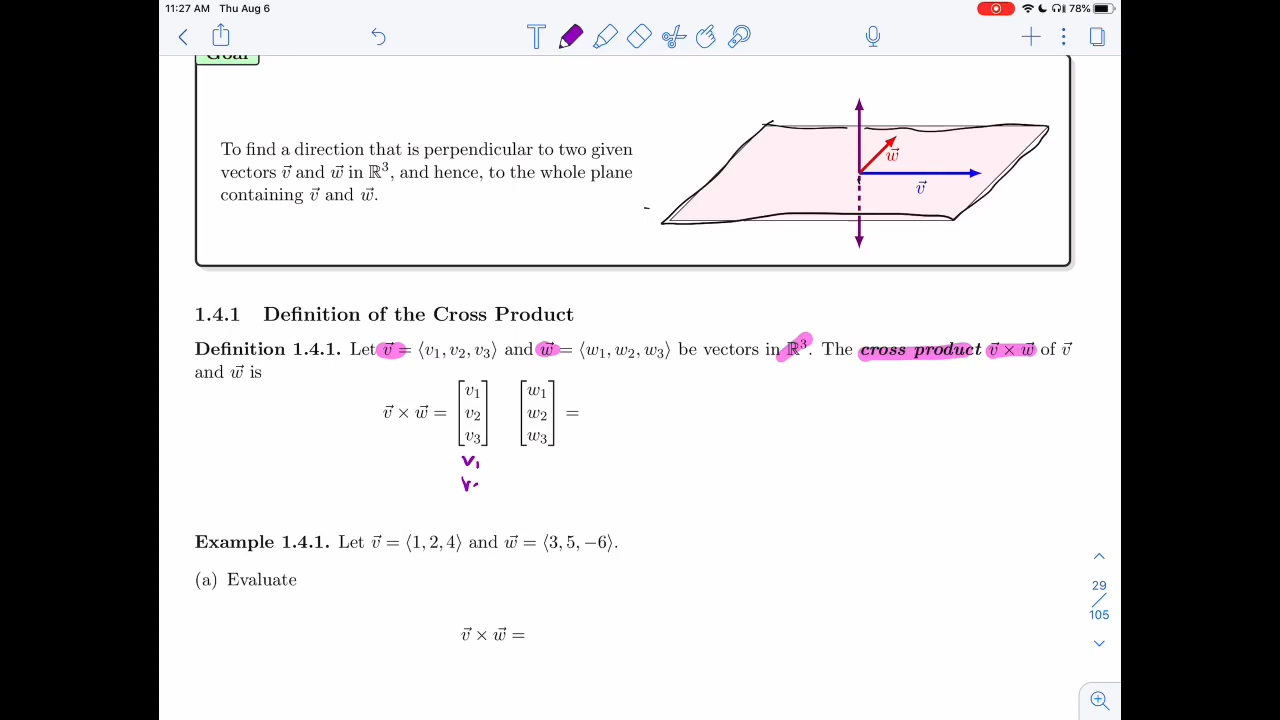 11:27 AM Thu Aug 6 78%
Goal
To find a direction that is perpendicular to two given
vectors v⃗ and w⃗ in ℝ³, and hence, to the whole plane
containing v⃗ and w⃗.
w⃗
v⃗
1.4.1 Definition of the Cross Product
Definition 1.4.1. Let v⃗ = ⟨v₁, v₂, v₃⟩ and w⃗ = ⟨w₁, w₂, w₃⟩ be vectors in ℝ³. The cross product v⃗ × w⃗ of v⃗
and w⃗ is
v⃗ × w⃗ = [v₁ v₂ v₃] [w₁ w₂ w₃] =
v₁
v
Example 1.4.1. Let v⃗ = ⟨1, 2, 4⟩ and w⃗ = ⟨3, 5, −6⟩.
(a) Evaluate
v⃗ × w⃗ =
29
105